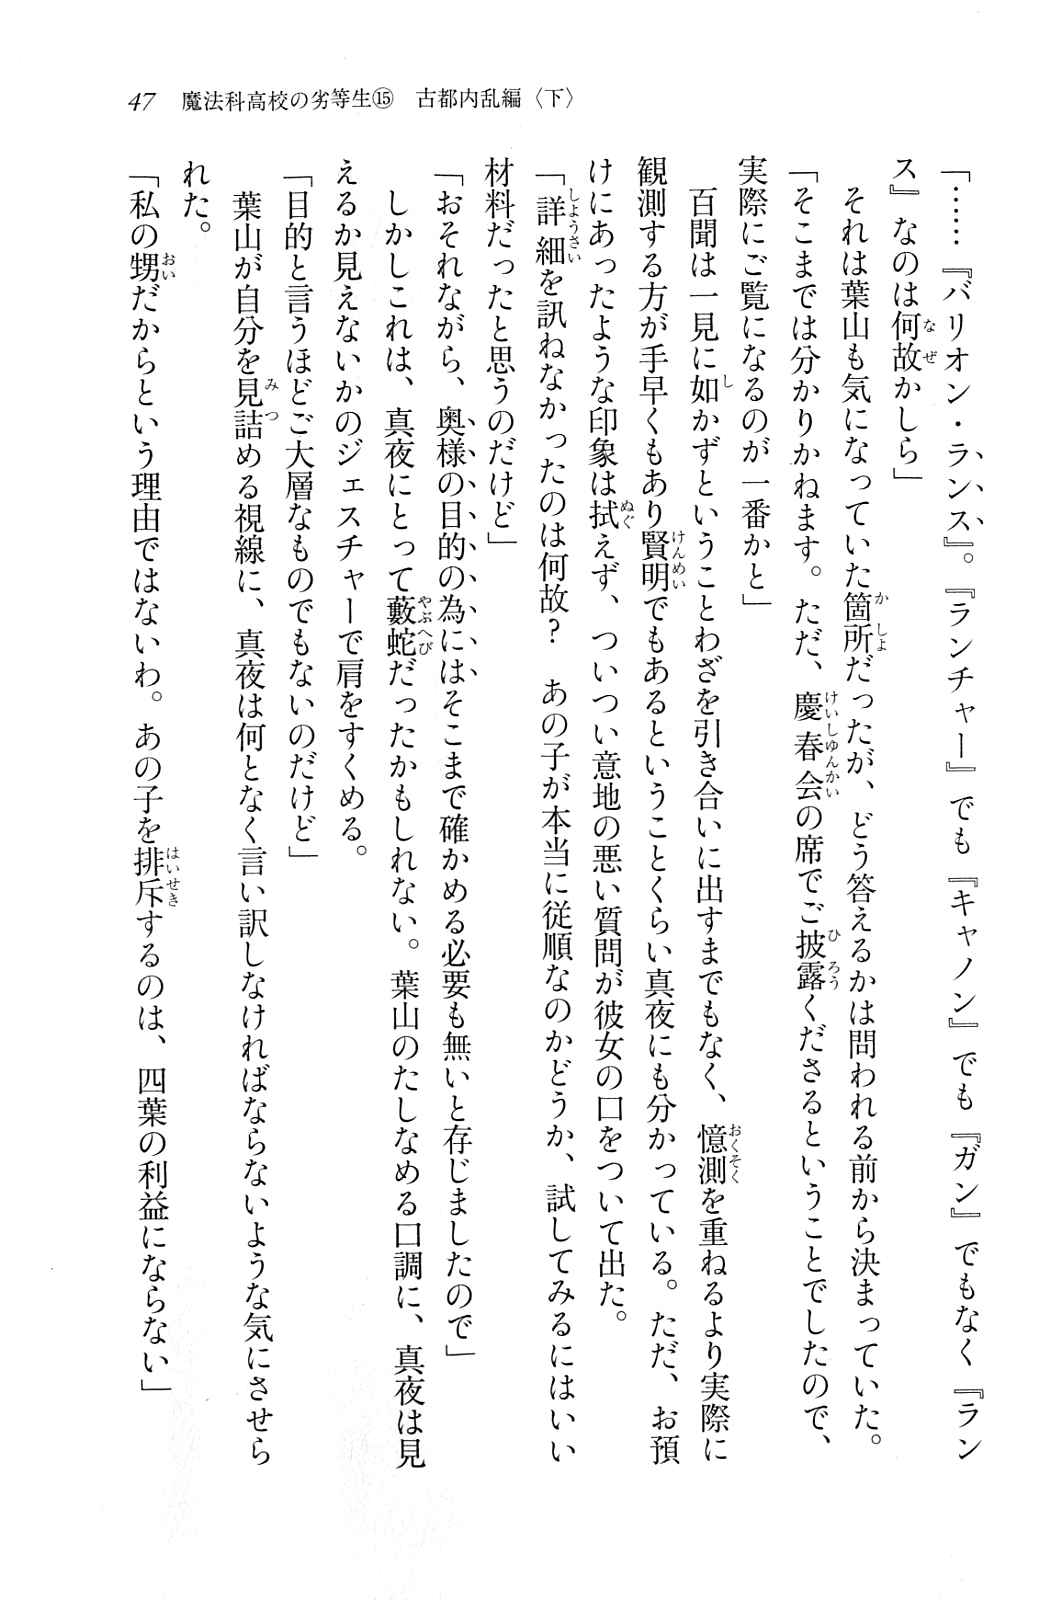 47 魔法科高校の劣等生⑮ 古都内乱編〈下〉
「……『バリオン・ランス』。『ランチャー』でも『キャノン』でも『ガン』でもなく『ラン
ス』なのは何故かしら」
それは葉山も気になっていた箇所だったが、どう答えるかは問われる前から決まっていた。
「そこまでは分かりかねます。ただ、慶春会の席でご披露くださるということでしたので、
実際にご覧になるのが一番かと」
百聞は一見に如かずということわざを引き合いに出すまでもなく、憶測を重ねるより実際に
観測する方が手早くもあり賢明でもあるということくらい真夜にも分かっている。ただ、お預
けにあったような印象は拭えず、ついつい意地の悪い質問が彼女の口をついて出た。
「詳細を訊ねなかったのは何故？ あの子が本当に従順なのかどうか、試してみるにはいい
材料だったと思うのだけど」
「おそれながら、奥様の目的の為にはそこまで確かめる必要も無いと存じましたので」
しかしこれは、真夜にとって藪蛇だったかもしれない。葉山のたしなめる口調に、真夜は見
えるか見えないかのジェスチャーで肩をすくめる。
「目的と言うほどご大層なものでもないのだけど」
葉山が自分を見詰める視線に、真夜は何となく言い訳しなければならないような気にさせら
れた。
「私の甥だからという理由ではないわ。あの子を排斥するのは、四葉の利益にならない」